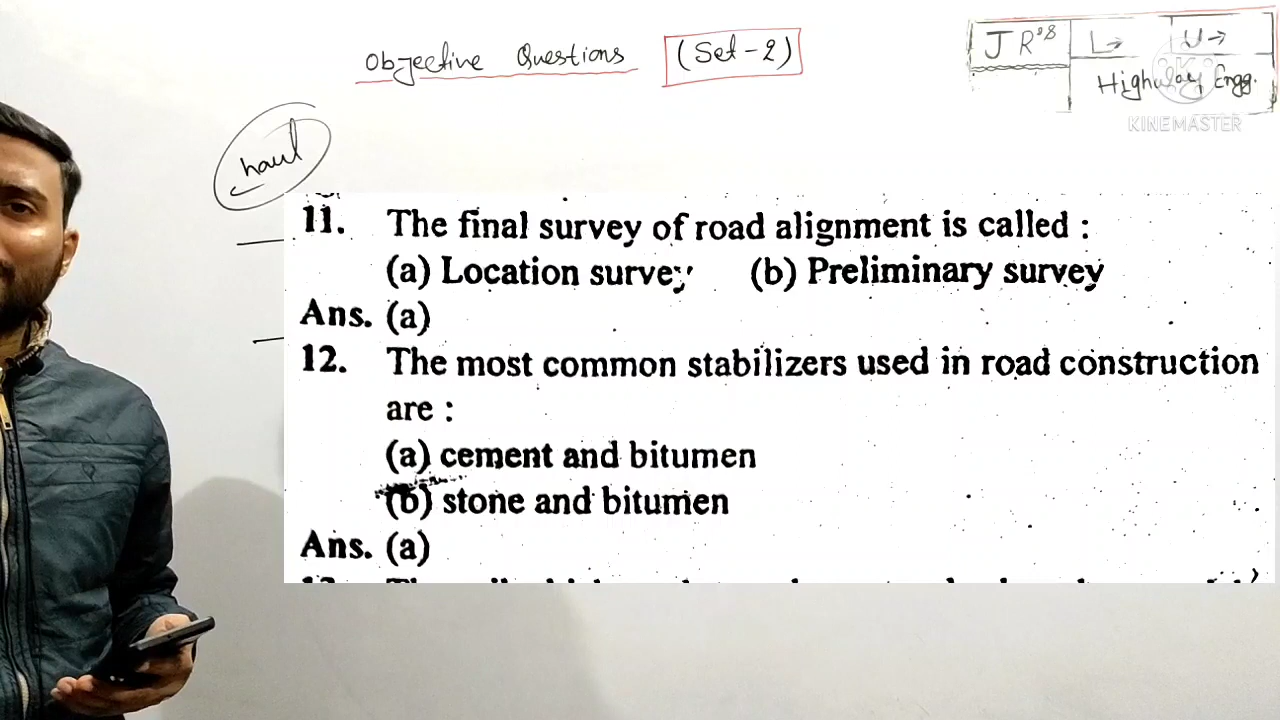 Objective Questions (Set-2)
JR's L→ U→
Highway Engg.
KINEMASTER
haul
11. The final survey of road alignment is called :
(a) Location survey (b) Preliminary survey
Ans. (a)
12. The most common stabilizers used in road construction
are :
(a) cement and bitumen
(b) stone and bitumen
Ans. (a)